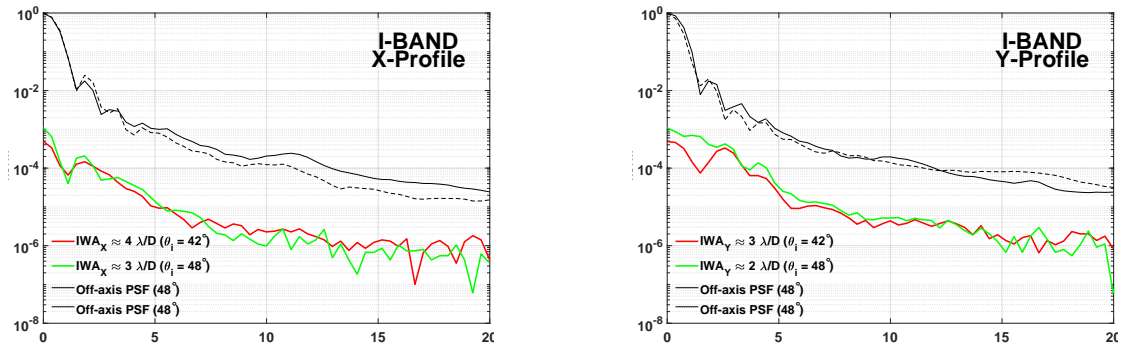 I-BAND
X-Profile
10^0
10^-2
10^-4
10^-6
10^-8
IWA_X ≈ 4 λ/D (θ_i = 42°)
IWA_X ≈ 3 λ/D (θ_i = 48°)
Off-axis PSF (48°)
Off-axis PSF (48°)
0 5 10 15 20
I-BAND
Y-Profile
10^0
10^-2
10^-4
10^-6
10^-8
IWA_Y ≈ 3 λ/D (θ_i = 42°)
IWA_Y ≈ 2 λ/D (θ_i = 48°)
Off-axis PSF (48°)
Off-axis PSF (48°)
0 5 10 15 20